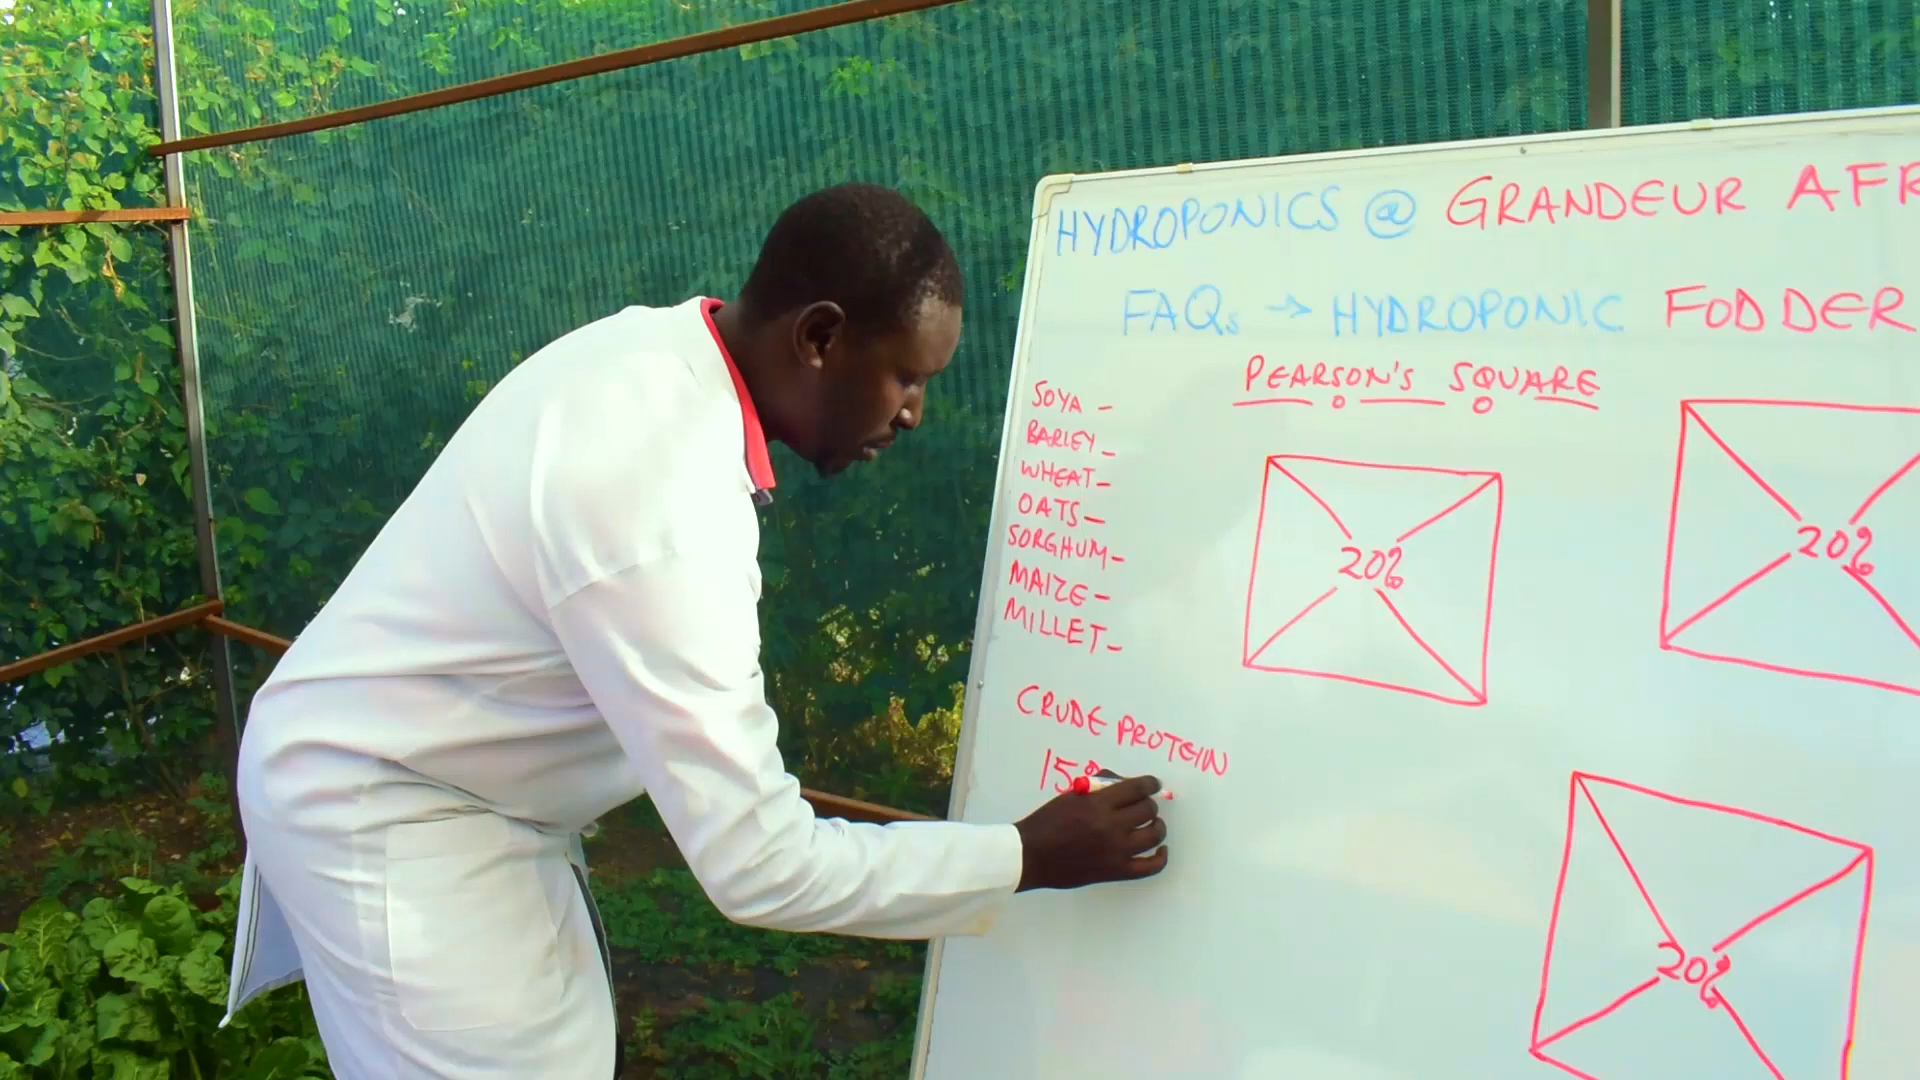 HYDROPONICS @ GRANDEUR AFR
FAQs → HYDROPONIC FODDER
PEARSON'S SQUARE
SOYA -
BARLEY -
WHEAT -
OATS -
SORGHUM -
MAIZE -
MILLET -
20%
20%
CRUDE PROTEIN
15%
20%